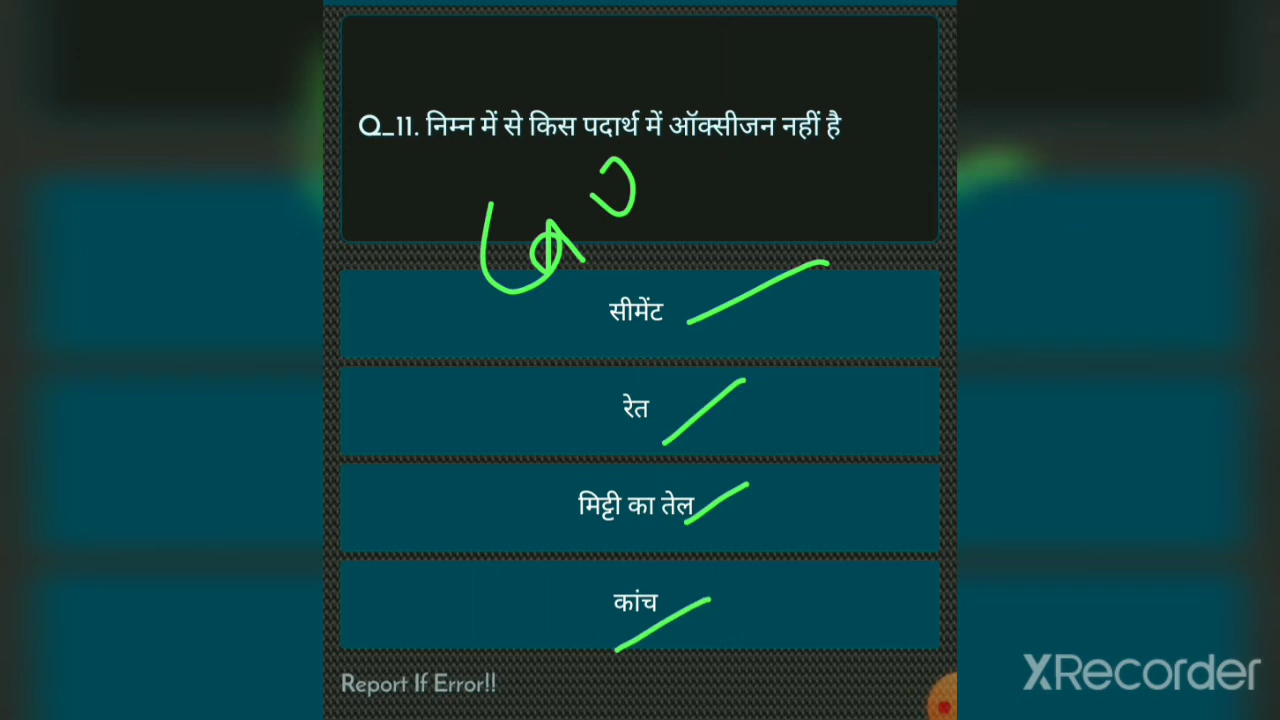 Q_11. निम्न में से किस पदार्थ में ऑक्सीजन नहीं है
सीमेंट
रेत
मिट्टी का तेल
कांच
Report If Error!!
XRecorder